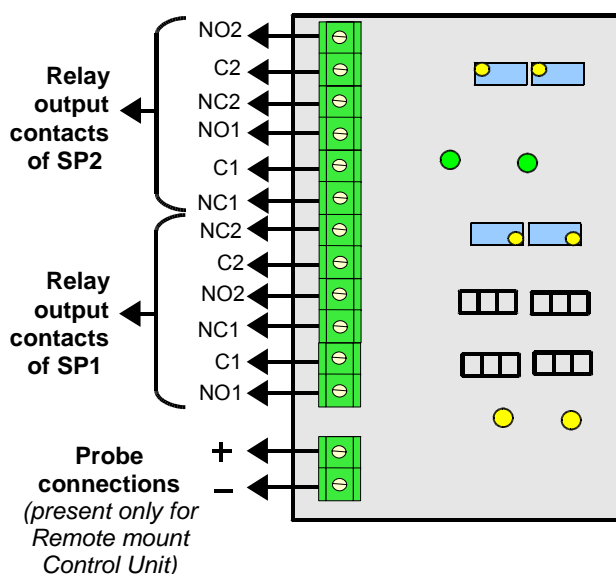 Relay
output
contacts
of SP2
NO2
C2
NC2
NO1
C1
NC1
Relay
output
contacts
of SP1
NC2
C2
NO2
NC1
C1
NO1
Probe
connections
(present only for
Remote mount
Control Unit)
+
–